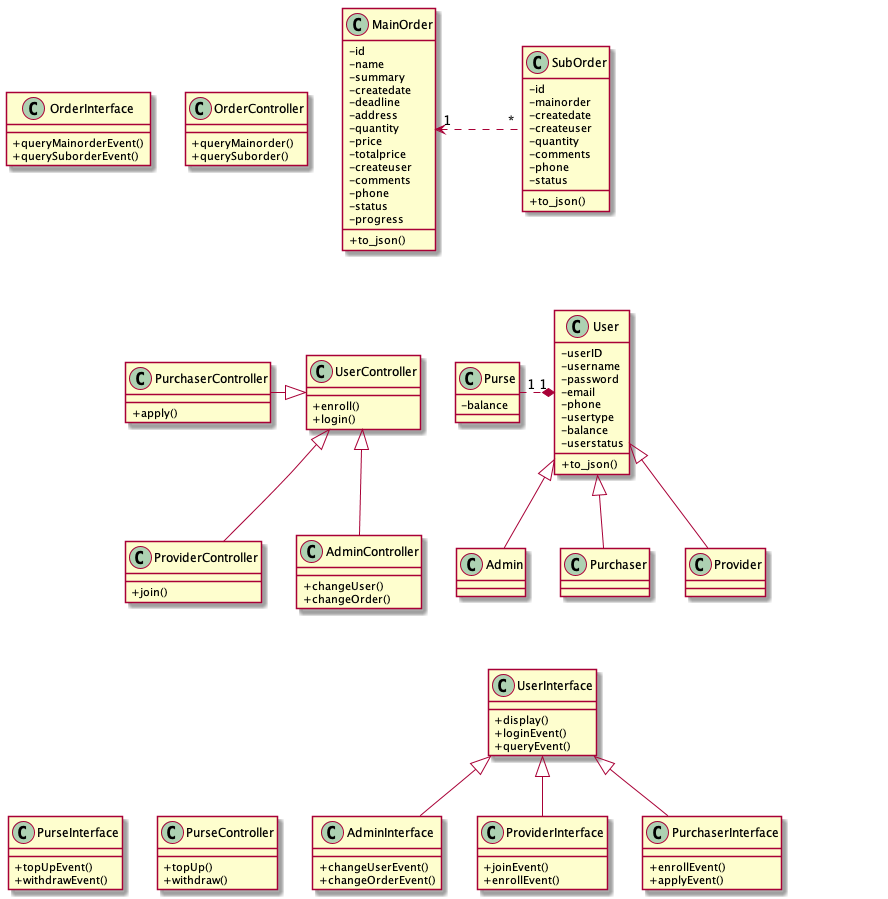 C OrderInterface
+queryMainorderEvent()
+querySuborderEvent()
C OrderController
+queryMainorder()
+querySuborder()
C MainOrder
-id
-name
-summary
-createdate
-deadline
-address
-quantity
-price
-totalprice
-createuser
-comments
-phone
-status
-progress
+to_json()
1
*
C SubOrder
-id
-mainorder
-createdate
-createuser
-quantity
-comments
-phone
-status
+to_json()
C PurchaserController
+apply()
C UserController
+enroll()
+login()
C Purse
-balance
1 1
C User
-userID
-username
-password
-email
-phone
-usertype
-balance
-userstatus
+to_json()
C ProviderController
+join()
C AdminController
+changeUser()
+changeOrder()
C Admin
C Purchaser
C Provider
C UserInterface
+display()
+loginEvent()
+queryEvent()
C PurseInterface
+topUpEvent()
+withdrawEvent()
C PurseController
+topUp()
+withdraw()
C AdminInterface
+changeUserEvent()
+changeOrderEvent()
C ProviderInterface
+joinEvent()
+enrollEvent()
C PurchaserInterface
+enrollEvent()
+applyEvent()